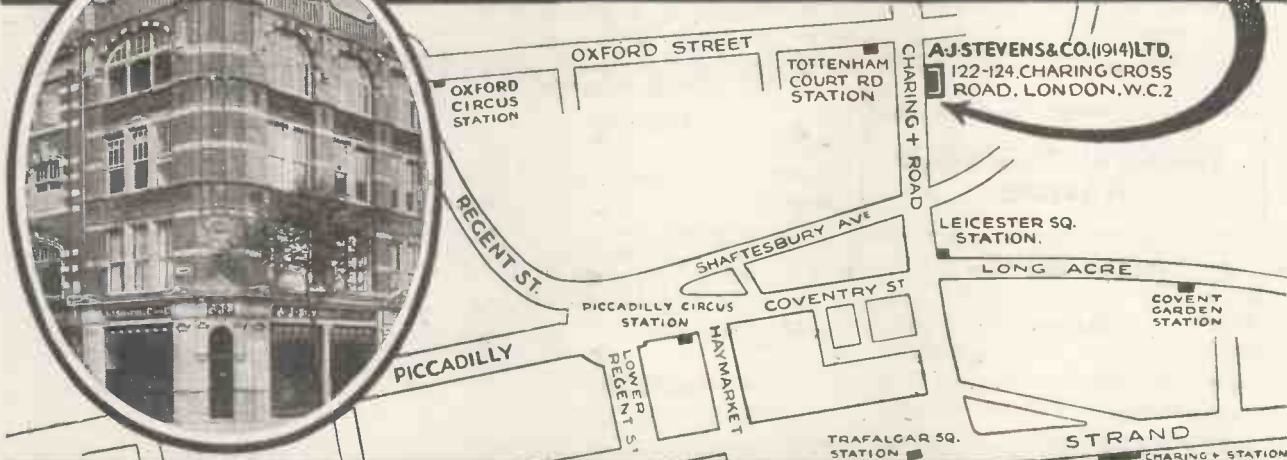 OXFORD STREET
OXFORD
CIRCUS
STATION
TOTTENHAM
COURT RD
STATION
CHARING + ROAD
A·J·STEVENS&CO.(1914)LTD.
122-124,CHARING CROSS
ROAD, LONDON,W.C.2
REGENT ST.
SHAFTESBURY AVE
LEICESTER SQ.
STATION.
LONG ACRE
PICCADILLY CIRCUS
STATION
COVENTRY ST
COVENT
GARDEN
STATION
PICCADILLY
LOWER
REGENT ST
HAYMARKET
TRAFALGAR SQ.
STATION
STRAND
CHARING + STATION